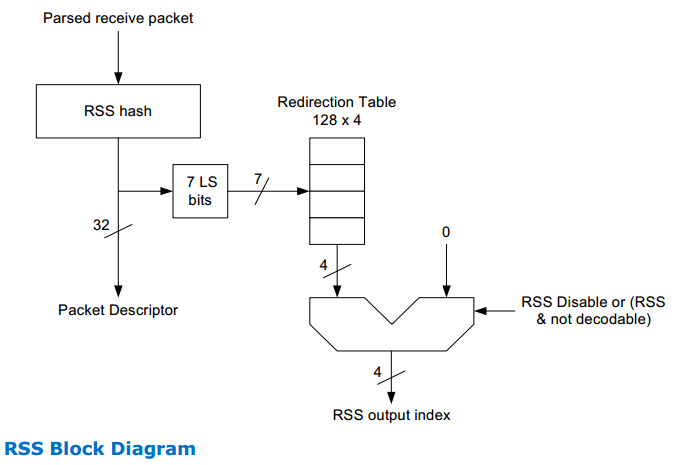 Parsed receive packet
RSS hash
Redirection Table
128 x 4
7 LS
bits
7
32
0
4
Packet Descriptor
RSS Disable or (RSS
& not decodable)
4
RSS output index
RSS Block Diagram